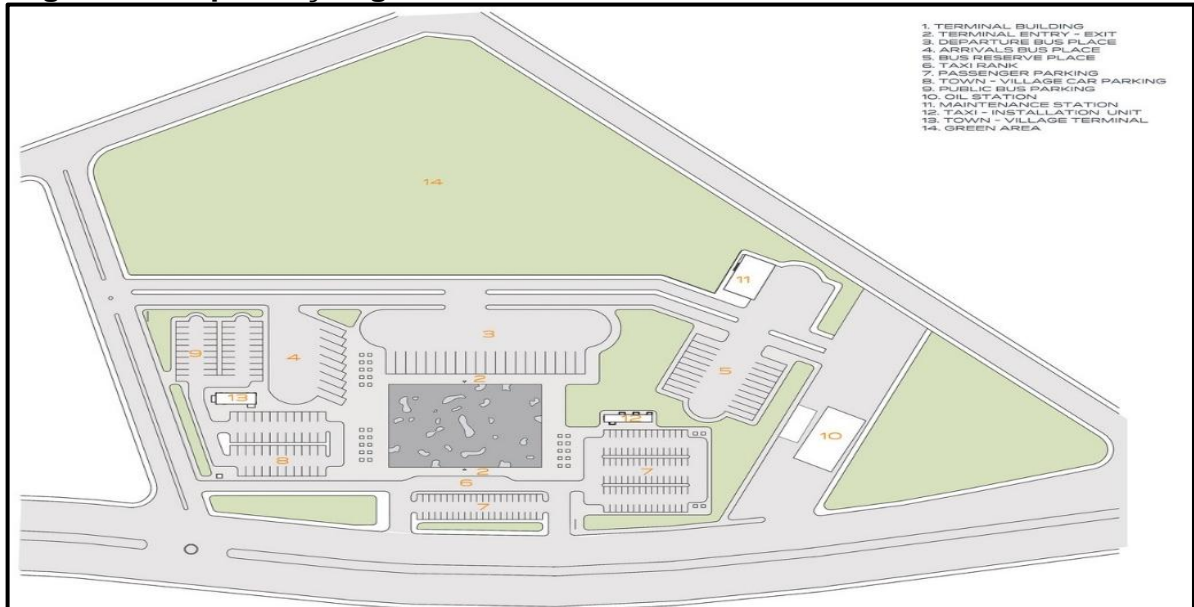 1. TERMINAL BUILDING
2. TERMINAL ENTRY - EXIT
3. DEPARTURE BUS PLACE
4. ARRIVALS BUS PLACE
5. BUS RESERVE PLACE
6. TAXI RANK
7. PASSENGER PARKING
8. TOWN - VILLAGE CAR PARKING
9. PUBLIC BUS PARKING
10. OIL STATION
11. MAINTENANCE STATION
12. TAXI - INSTALLATION UNIT
13. TOWN - VILLAGE TERMINAL
14. GREEN AREA
14
11
3
9
4
5
2
13
12
10
8
7
2
6
7